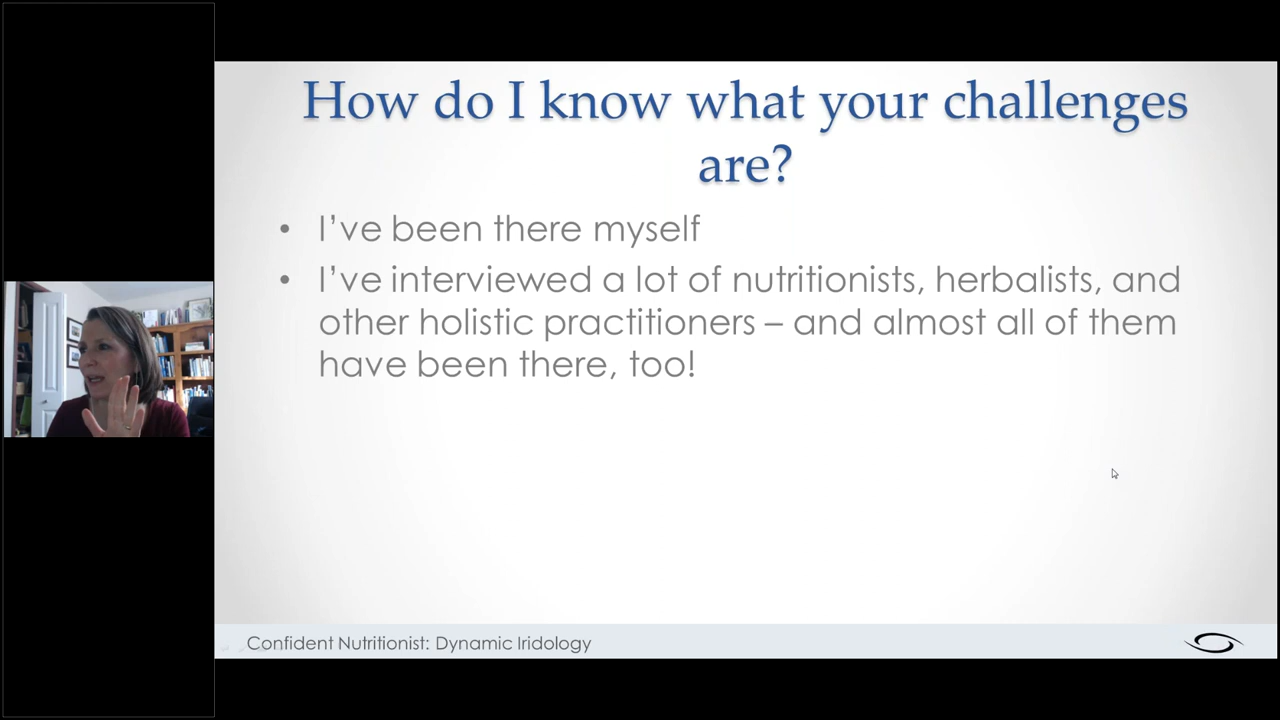 How do I know what your challenges
are?
• I've been there myself
• I've interviewed a lot of nutritionists, herbalists, and
other holistic practitioners – and almost all of them
have been there, too!
Confident Nutritionist: Dynamic Iridology